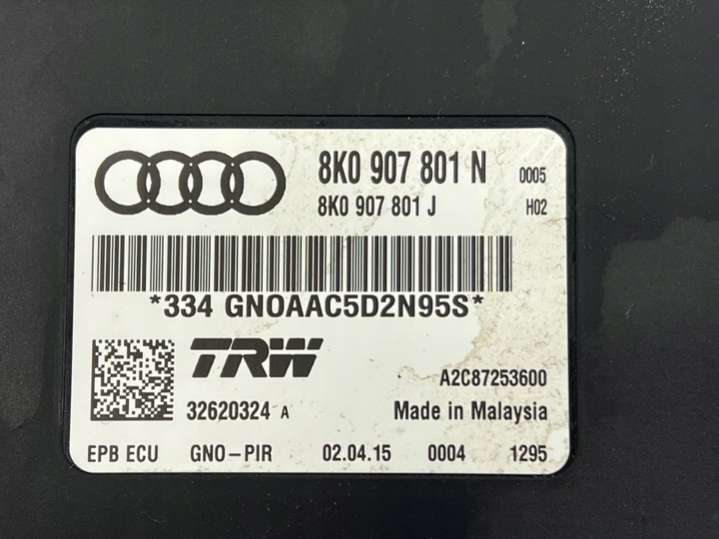 8K0 907 801 N 0005
8K0 907 801 J H02
*334 GNOAAC5D2N95S*
TRW
A2C87253600
32620324 A Made in Malaysia
EPB ECU GNO-PIR 02.04.15 0004 1295